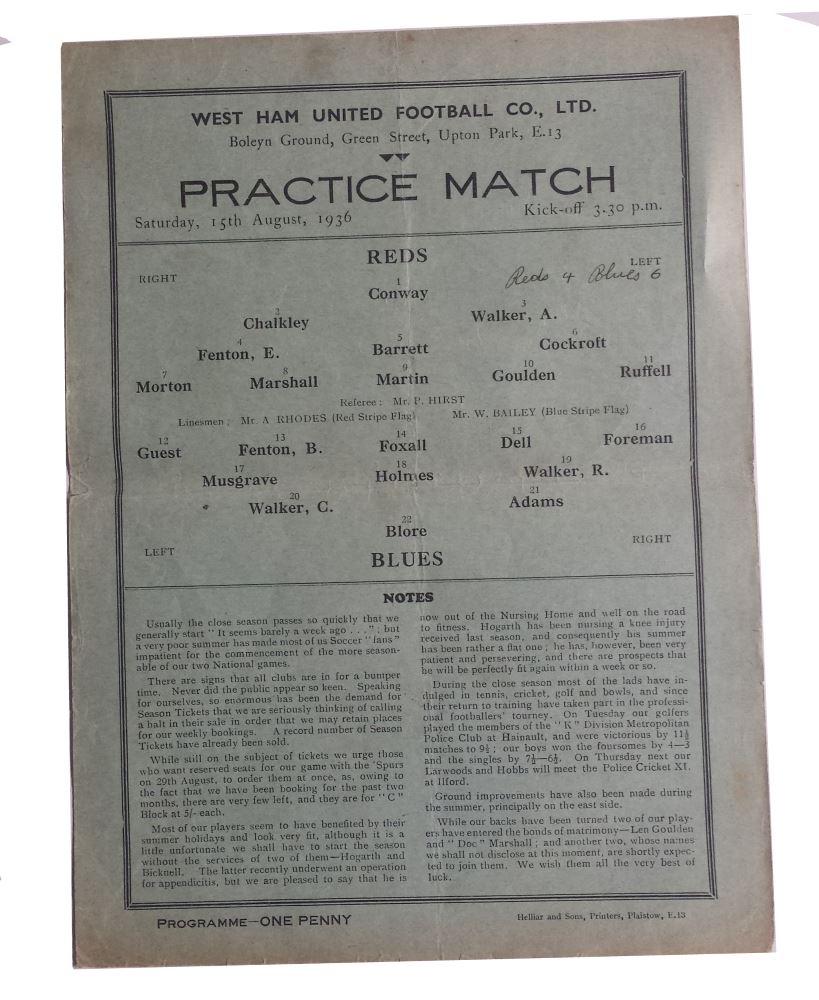 WEST HAM UNITED FOOTBALL CO., LTD.
Boleyn Ground, Green Street, Upton Park, E.13
PRACTICE MATCH
Saturday, 15th August, 1936 Kick-off 3.30 p.m.
REDS
RIGHT LEFT
Reds 4 Blues 6
1
Conway
2 3
Chalkley Walker, A.
4 5 6
Fenton, E. Barrett Cockroft
7 8 9 10 11
Morton Marshall Martin Goulden Ruffell
Referee: Mr. P. HIRST
Linesmen: Mr. A RHODES (Red Stripe Flag) Mr. W. BAILEY (Blue Stripe Flag)
12 13 14 15 16
Guest Fenton, B. Foxall Dell Foreman
17 18 19
Musgrave Holmes Walker, R.
20 21
Walker, C. Adams
22
Blore
LEFT RIGHT
BLUES
NOTES
Usually the close season passes so quickly that we
generally start "It seems barely a week ago . . ."; but
a very poor summer has made most of us Soccer "fans"
impatient for the commencement of the more season-
able of our two National games.
There are signs that all clubs are in for a bumper
time. Never did the public appear so keen. Speaking
for ourselves, so enormous has been the demand for
Season Tickets that we are seriously thinking of calling
a halt in their sale in order that we may retain places
for our weekly bookings. A record number of Season
Tickets have already been sold.
While still on the subject of tickets we urge those
who want reserved seats for our game with the 'Spurs
on 29th August, to order them at once, as, owing to
the fact that we have been booking for the past two
months, there are very few left, and they are for "C"
Block at 5/- each.
Most of our players seem to have benefited by their
summer holidays and look very fit, although it is a
little unfortunate we shall have to start the season
without the services of two of them—Hogarth and
Bicknell. The latter recently underwent an operation
for appendicitis, but we are pleased to say that he is
now out of the Nursing Home and well on the road
to fitness. Hogarth has been nursing a knee injury
received last season, and consequently his summer
has been rather a flat one; he has, however, been very
patient and persevering, and there are prospects that
he will be perfectly fit again within a week or so.
During the close season most of the lads have in-
dulged in tennis, cricket, golf and bowls, and since
their return to training have taken part in the professi-
onal footballers' tourney. On Tuesday our golfers
played the members of the "K" Division Metropolitan
Police Club at Hainault, and were victorious by 11½
matches to 9½; our boys won the foursomes by 4—3
and the singles by 7½—6½. On Thursday next our
Larwoods and Hobbs will meet the Police Cricket XI.
at Ilford.
Ground improvements have also been made during
the summer, principally on the east side.
While our backs have been turned two of our play-
ers have entered the bonds of matrimony—Len Goulden
and "Doc" Marshall; and another two, whose names
we shall not disclose at this moment, are shortly expec-
ted to join them. We wish them all the very best of
luck.
PROGRAMME—ONE PENNY Helliar and Sons, Printers, Plaistow, E.13